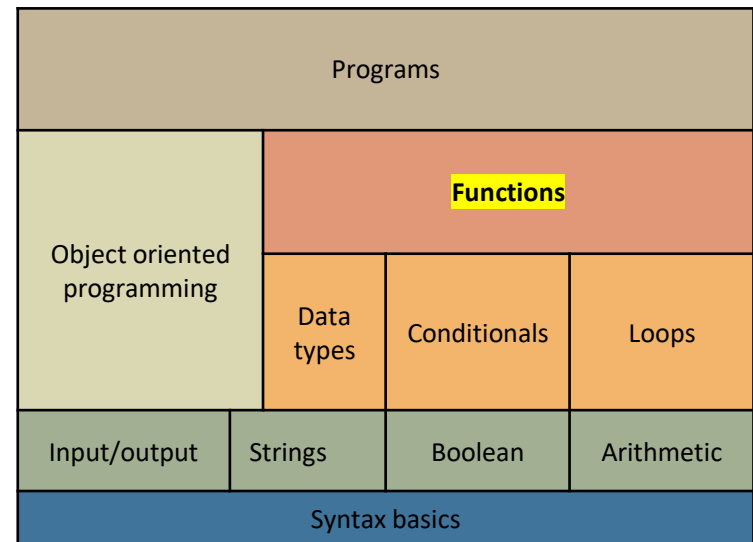 Programs
Functions
Object oriented
programming
Data
types
Conditionals
Loops
Input/output
Strings
Boolean
Arithmetic
Syntax basics